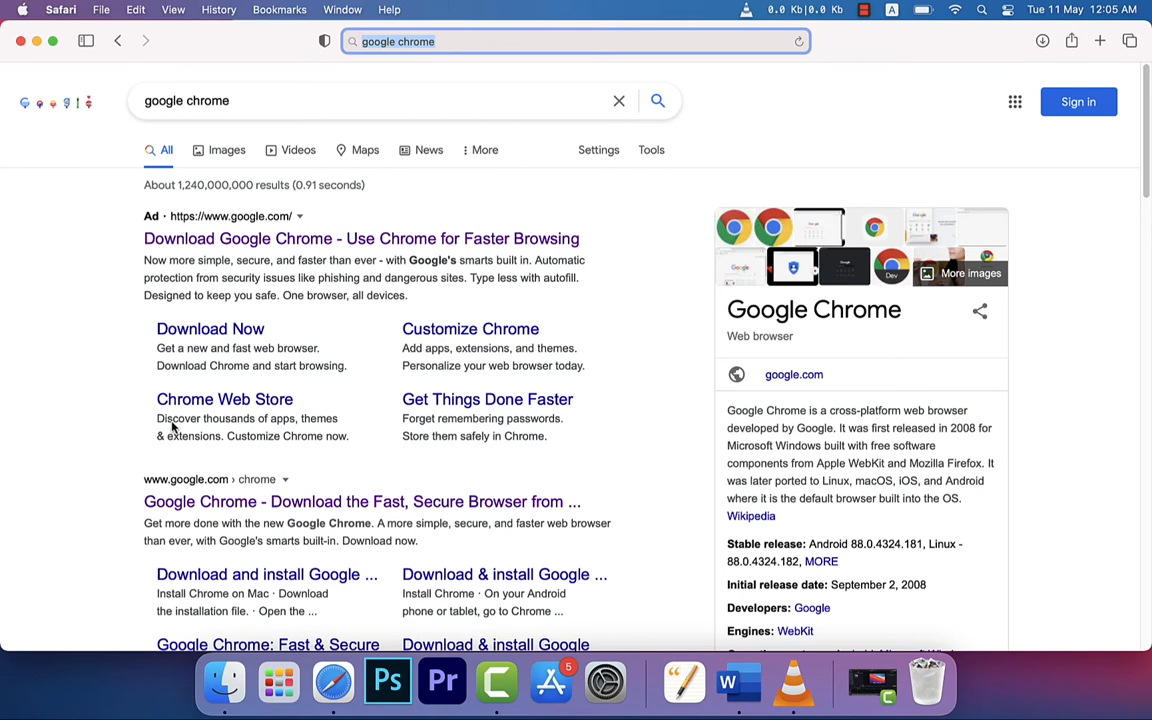 Safari File Edit View History Bookmarks Window Help 0.0 Kb|0.0 Kb A Tue 11 May 12:05 AM
google chrome
google chrome
Sign in
All Images Videos Maps News More Settings Tools
About 1,240,000,000 results (0.91 seconds)
Ad · https://www.google.com/
Download Google Chrome - Use Chrome for Faster Browsing
Now more simple, secure, and faster than ever - with Google's smarts built in. Automatic
protection from security issues like phishing and dangerous sites. Type less with autofill.
Designed to keep you safe. One browser, all devices.
Download Now
Get a new and fast web browser.
Download Chrome and start browsing.
Customize Chrome
Add apps, extensions, and themes.
Personalize your web browser today.
Chrome Web Store
Discover thousands of apps, themes
& extensions. Customize Chrome now.
Get Things Done Faster
Forget remembering passwords.
Store them safely in Chrome.
www.google.com › chrome
Google Chrome - Download the Fast, Secure Browser from ...
Get more done with the new Google Chrome. A more simple, secure, and faster web browser
than ever, with Google's smarts built-in. Download now.
Download and install Google ...
Install Chrome on Mac · Download
the installation file. · Open the ...
Download & install Google ...
Install Chrome · On your Android
phone or tablet, go to Chrome ...
Google Chrome: Fast & Secure
Download & install Google
Dev
More images
Google Chrome
Web browser
google.com
Google Chrome is a cross-platform web browser
developed by Google. It was first released in 2008 for
Microsoft Windows built with free software
components from Apple WebKit and Mozilla Firefox. It
was later ported to Linux, macOS, iOS, and Android
where it is the default browser built into the OS.
Wikipedia
Stable release: Android 88.0.4324.181, Linux -
88.0.4324.182, MORE
Initial release date: September 2, 2008
Developers: Google
Engines: WebKit
Ps Pr C 5 W